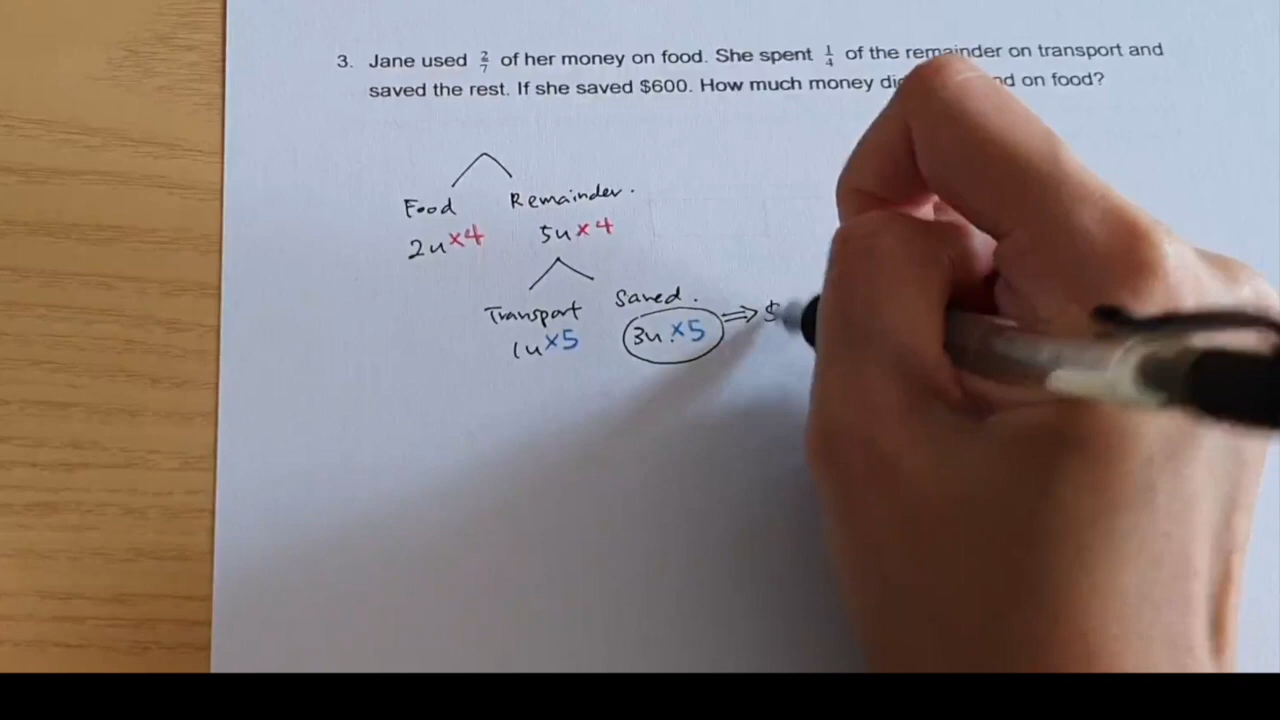 3. Jane used 2/7 of her money on food. She spent 1/4 of the remainder on transport and
saved the rest. If she saved $600. How much money on food?
Food Remainder.
2u×4 5u×4
Transport Saved.
1u×5 3u.×5 ⇒ $